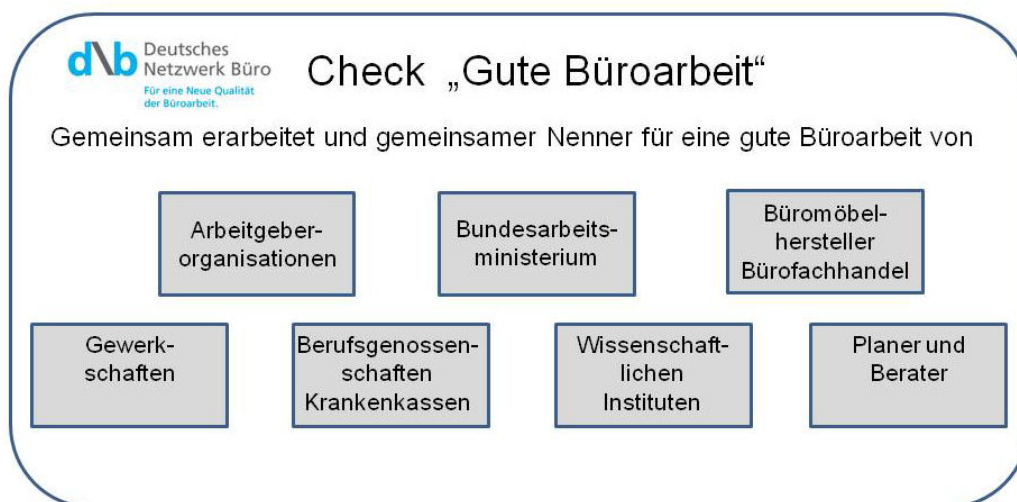 d\b Deutsches
Netzwerk Büro
Für eine Neue Qualität
der Büroarbeit.
Check „Gute Büroarbeit“
Gemeinsam erarbeitet und gemeinsamer Nenner für eine gute Büroarbeit von
Arbeitgeber-
organisationen
Bundesarbeits-
ministerium
Büromöbel-
hersteller
Bürofachhandel
Gewerk-
schaften
Berufsgenossen-
schaften
Krankenkassen
Wissenschaft-
lichen
Instituten
Planer und
Berater